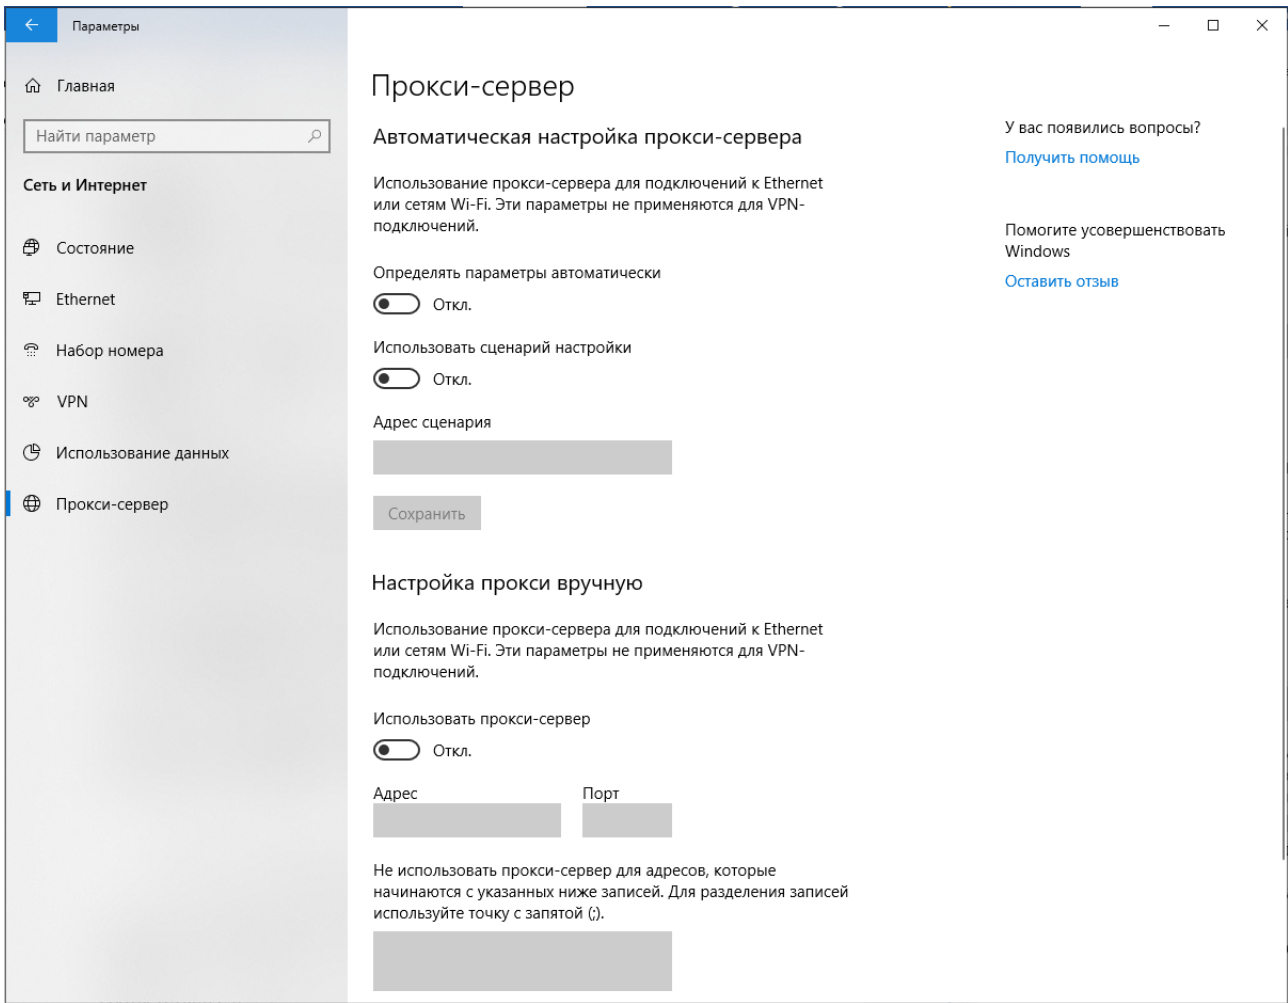 Параметры
Главная
Найти параметр
Сеть и Интернет
Состояние
Ethernet
Набор номера
VPN
Использование данных
Прокси-сервер
Прокси-сервер
Автоматическая настройка прокси-сервера
Использование прокси-сервера для подключений к Ethernet
или сетям Wi-Fi. Эти параметры не применяются для VPN-
подключений.
Определять параметры автоматически
Откл.
Использовать сценарий настройки
Откл.
Адрес сценария
Сохранить
Настройка прокси вручную
Использование прокси-сервера для подключений к Ethernet
или сетям Wi-Fi. Эти параметры не применяются для VPN-
подключений.
Использовать прокси-сервер
Откл.
Адрес
Порт
Не использовать прокси-сервер для адресов, которые
начинаются с указанных ниже записей. Для разделения записей
используйте точку с запятой (;).
У вас появились вопросы?
Получить помощь
Помогите усовершенствовать
Windows
Оставить отзыв